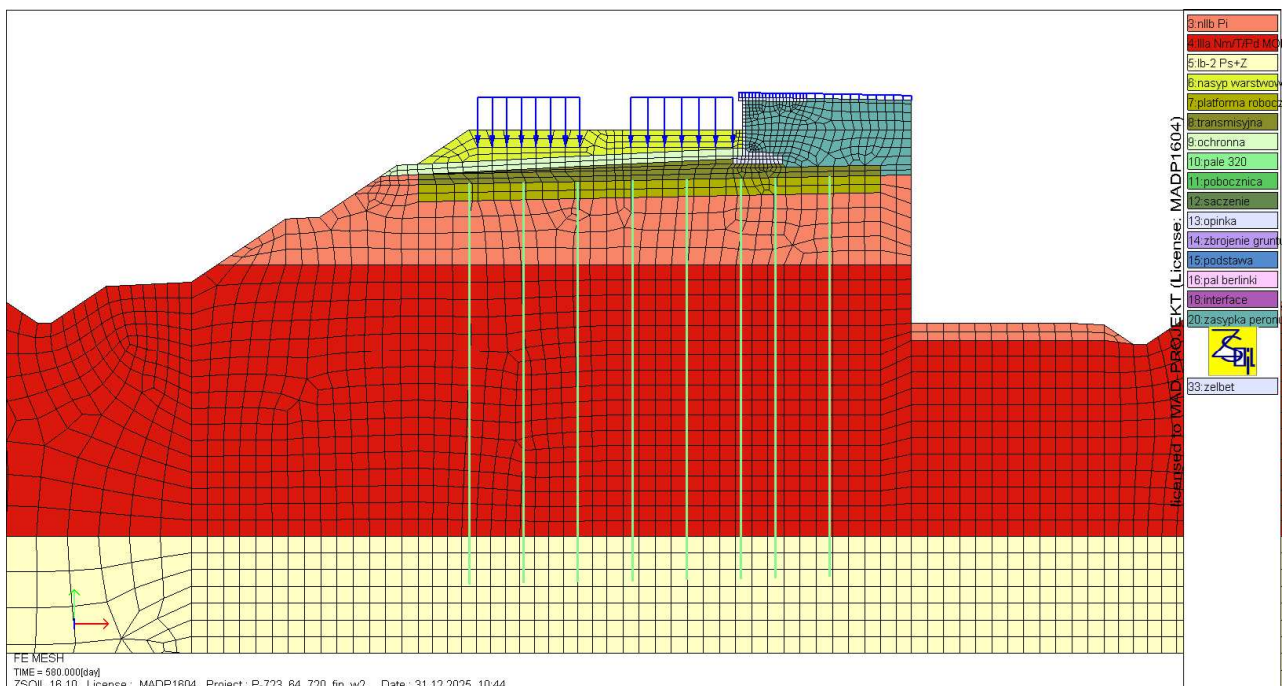 3:nIIb Pi
4:IIIa Nm/T/Pd MO
5:Ib-2 Ps+Z
6:nasyp warstwow
7:platforma robocz
8:transmisyjna
9:ochronna
10:pale 320
11:pobocznica
12:saczenie
13:opinka
14:zbrojenie grunt
15:podstawa
16:pal berlinki
18:interface
20:zasypka peronu
ZSoil
33:zelbet
licensed to MAD-PROJEKT (License: MADP1604)
FE MESH
TIME = 580.000[day]
ZSOIL 16.10 License : MADP1604 Project : P-723_64_720_fin_w2 Date : 31.12.2025 10:44